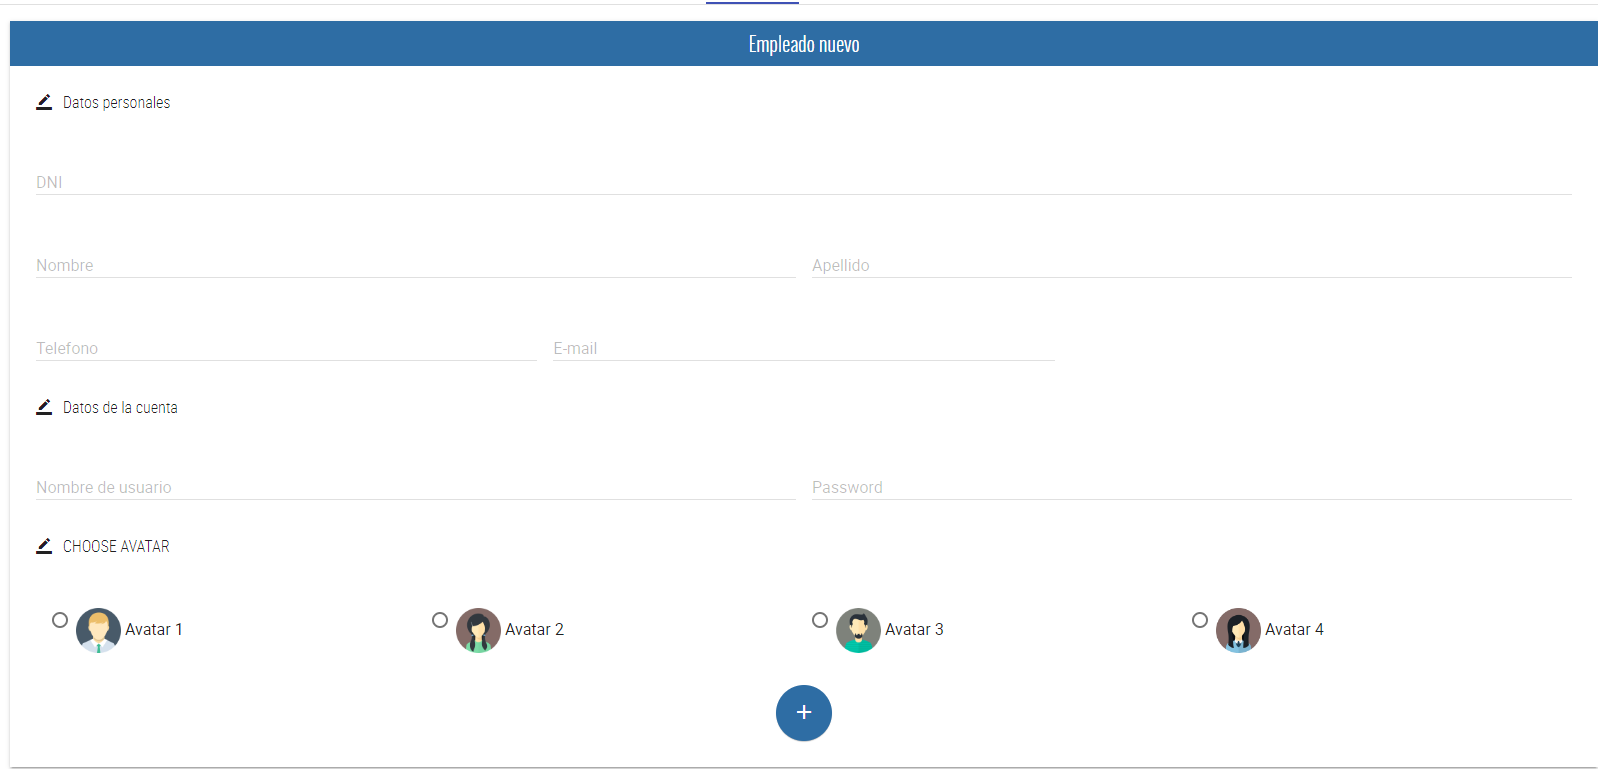 Empleado nuevo
Datos personales
DNI
Nombre Apellido
Telefono E-mail
Datos de la cuenta
Nombre de usuario Password
CHOOSE AVATAR
Avatar 1 Avatar 2 Avatar 3 Avatar 4
+